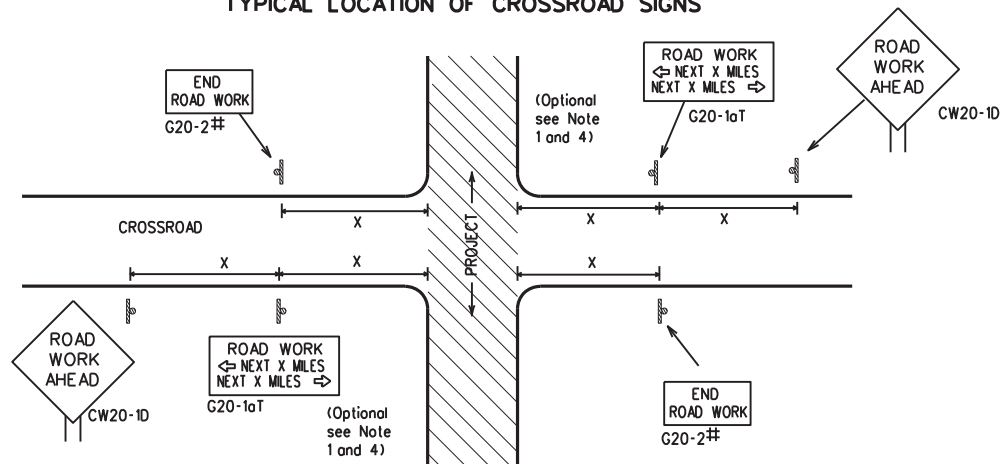 TYPICAL LOCATION OF CROSSROAD SIGNS
END
ROAD WORK
G20-2#
(Optional
see Note
1 and 4)
ROAD WORK
⇦ NEXT X MILES
NEXT X MILES ⇨
G20-1aT
ROAD
WORK
AHEAD
CW20-1D
X
X
X
CROSSROAD
PROJECT
X
X
X
ROAD
WORK
AHEAD
CW20-1D
ROAD WORK
⇦ NEXT X MILES
NEXT X MILES ⇨
G20-1aT
(Optional
see Note
1 and 4)
END
ROAD WORK
G20-2#